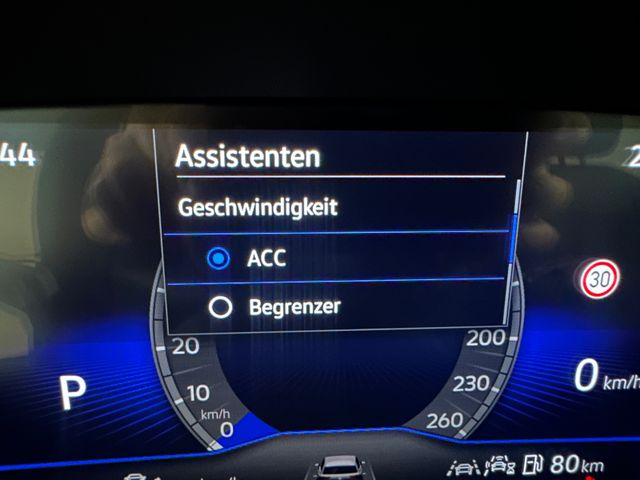 44
Assistenten
Geschwindigkeit
ACC
Begrenzer
30
20
200
P
10
230
0 km/h
km/h
0
260
80 km